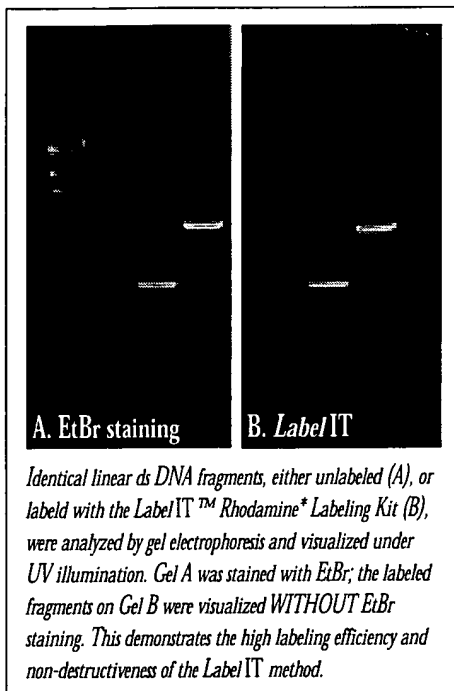 A. EtBr staining
B. Label IT
Identical linear ds DNA fragments, either unlabeled (A), or
labeld with the Label IT ™ Rhodamine* Labeling Kit (B),
were analyzed by gel electrophoresis and visualized under
UV illumination. Gel A was stained with EtBr; the labeled
fragments on Gel B were visualized WITHOUT EtBr
staining. This demonstrates the high labeling efficiency and
non-destructiveness of the Label IT method.